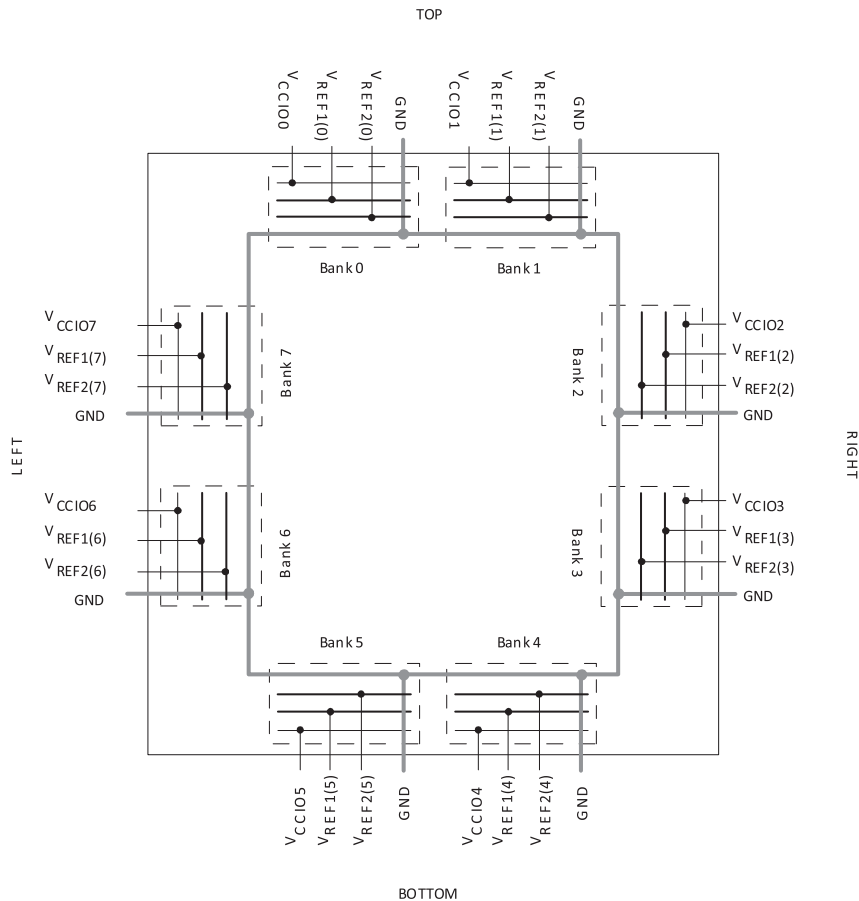 TOP
VCCIO0
VREF1(0)
VREF2(0)
GND
VCCIO1
VREF1(1)
VREF2(1)
GND
Bank 0
Bank 1
VCCIO7
VREF1(7)
VREF2(7)
GND
Bank 7
Bank 2
VCCIO2
VREF1(2)
VREF2(2)
GND
LEFT
RIGHT
VCCIO6
VREF1(6)
VREF2(6)
GND
Bank 6
Bank 3
VCCIO3
VREF1(3)
VREF2(3)
GND
Bank 5
Bank 4
VCCIO5
VREF1(5)
VREF2(5)
GND
VCCIO4
VREF1(4)
VREF2(4)
GND
BOTTOM